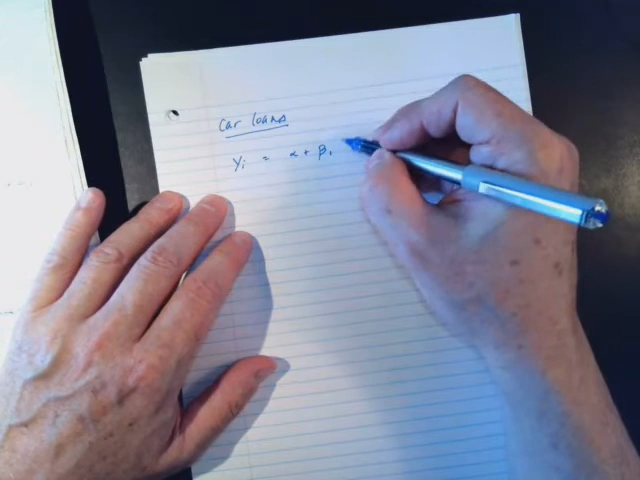 Car loans
Yi = α + β1